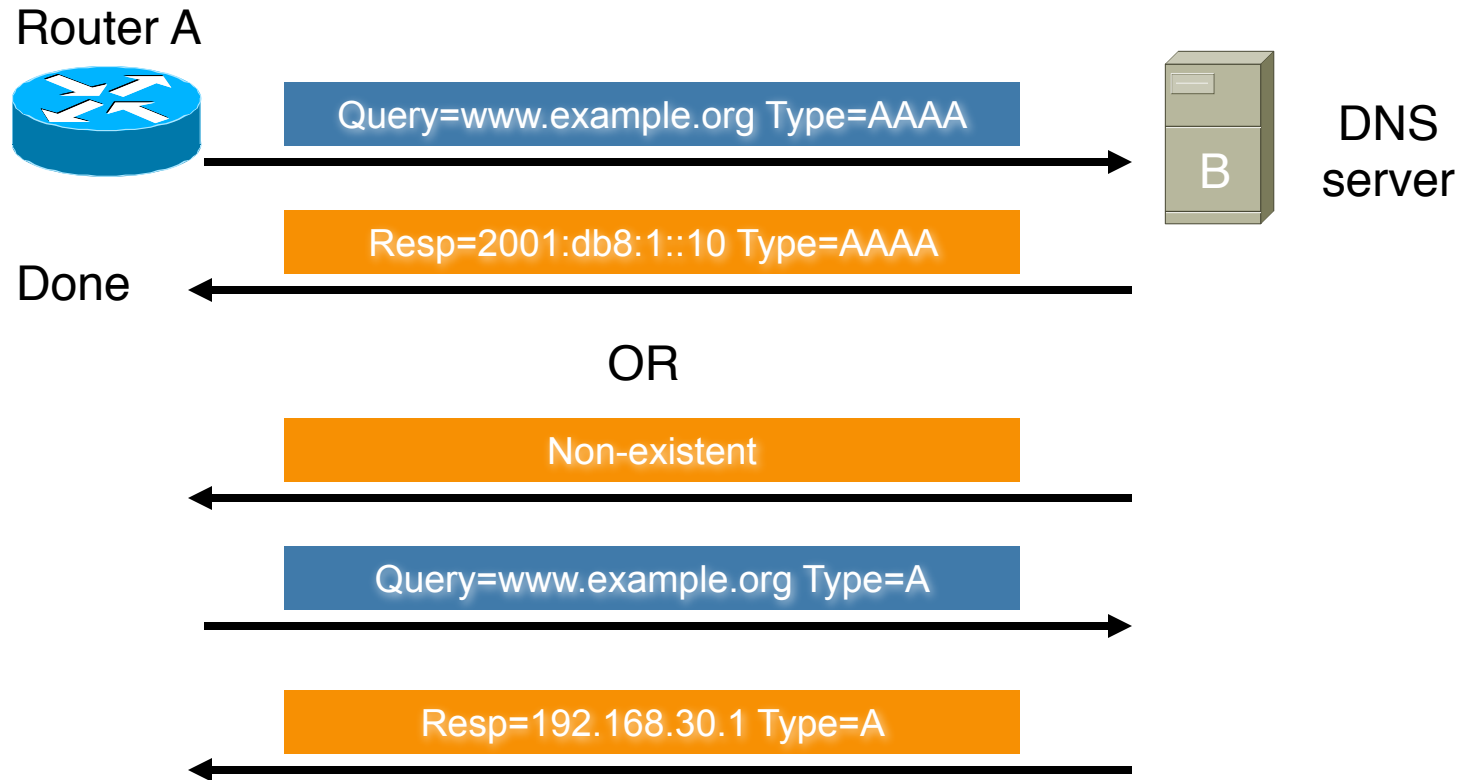 Router A
Query=www.example.org Type=AAAA
B
DNS
server
Resp=2001:db8:1::10 Type=AAAA
Done
OR
Non-existent
Query=www.example.org Type=A
Resp=192.168.30.1 Type=A